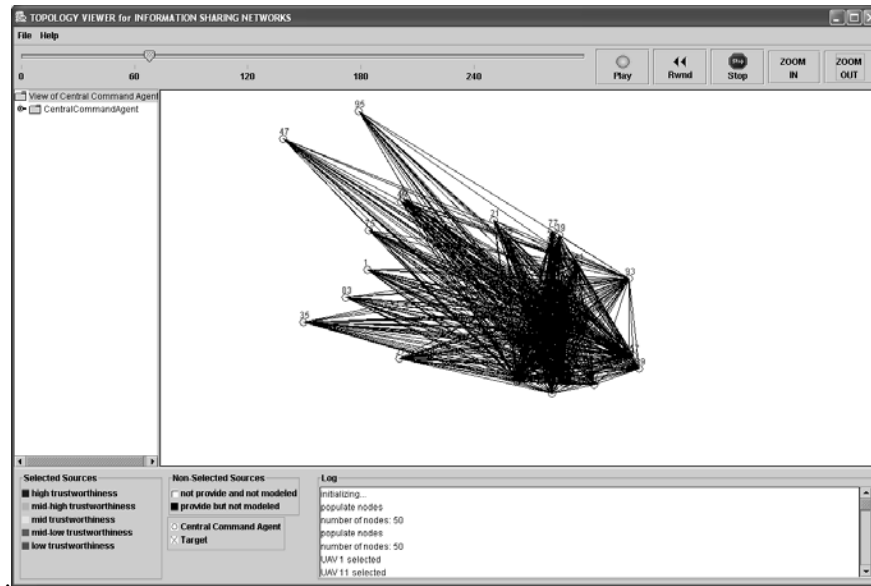 TOPOLOGY VIEWER for INFORMATION SHARING NETWORKS
File Help
0 60 120 180 240
Play Rwnd Stop ZOOM IN ZOOM OUT
View of Central Command Agent
CentralCommandAgent
95
47
21
77
39
75
93
1
83
35
Selected Sources
high trustworthiness
mid-high trustworthiness
mid trustworthiness
mid-low trustworthiness
low trustworthiness
Non-Selected Sources
not provide and not modeled
provide but not modeled
Central Command Agent
Target
Log
initializing...
populate nodes
number of nodes: 50
populate nodes
number of nodes: 50
UAV 1 selected
UAV 11 selected